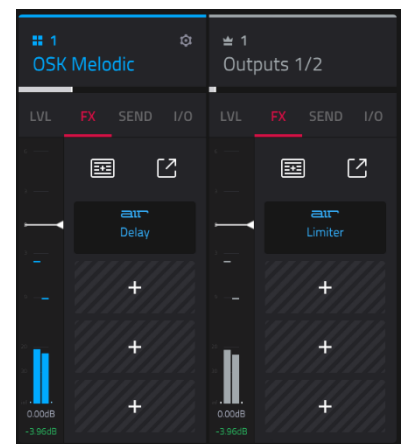 1
OSK Melodic
LVL FX SEND I/O
air
Delay
+
+
+
0.00dB
-3.96dB
1
Outputs 1/2
LVL FX SEND I/O
air
Limiter
+
+
+
0.00dB
-3.96dB